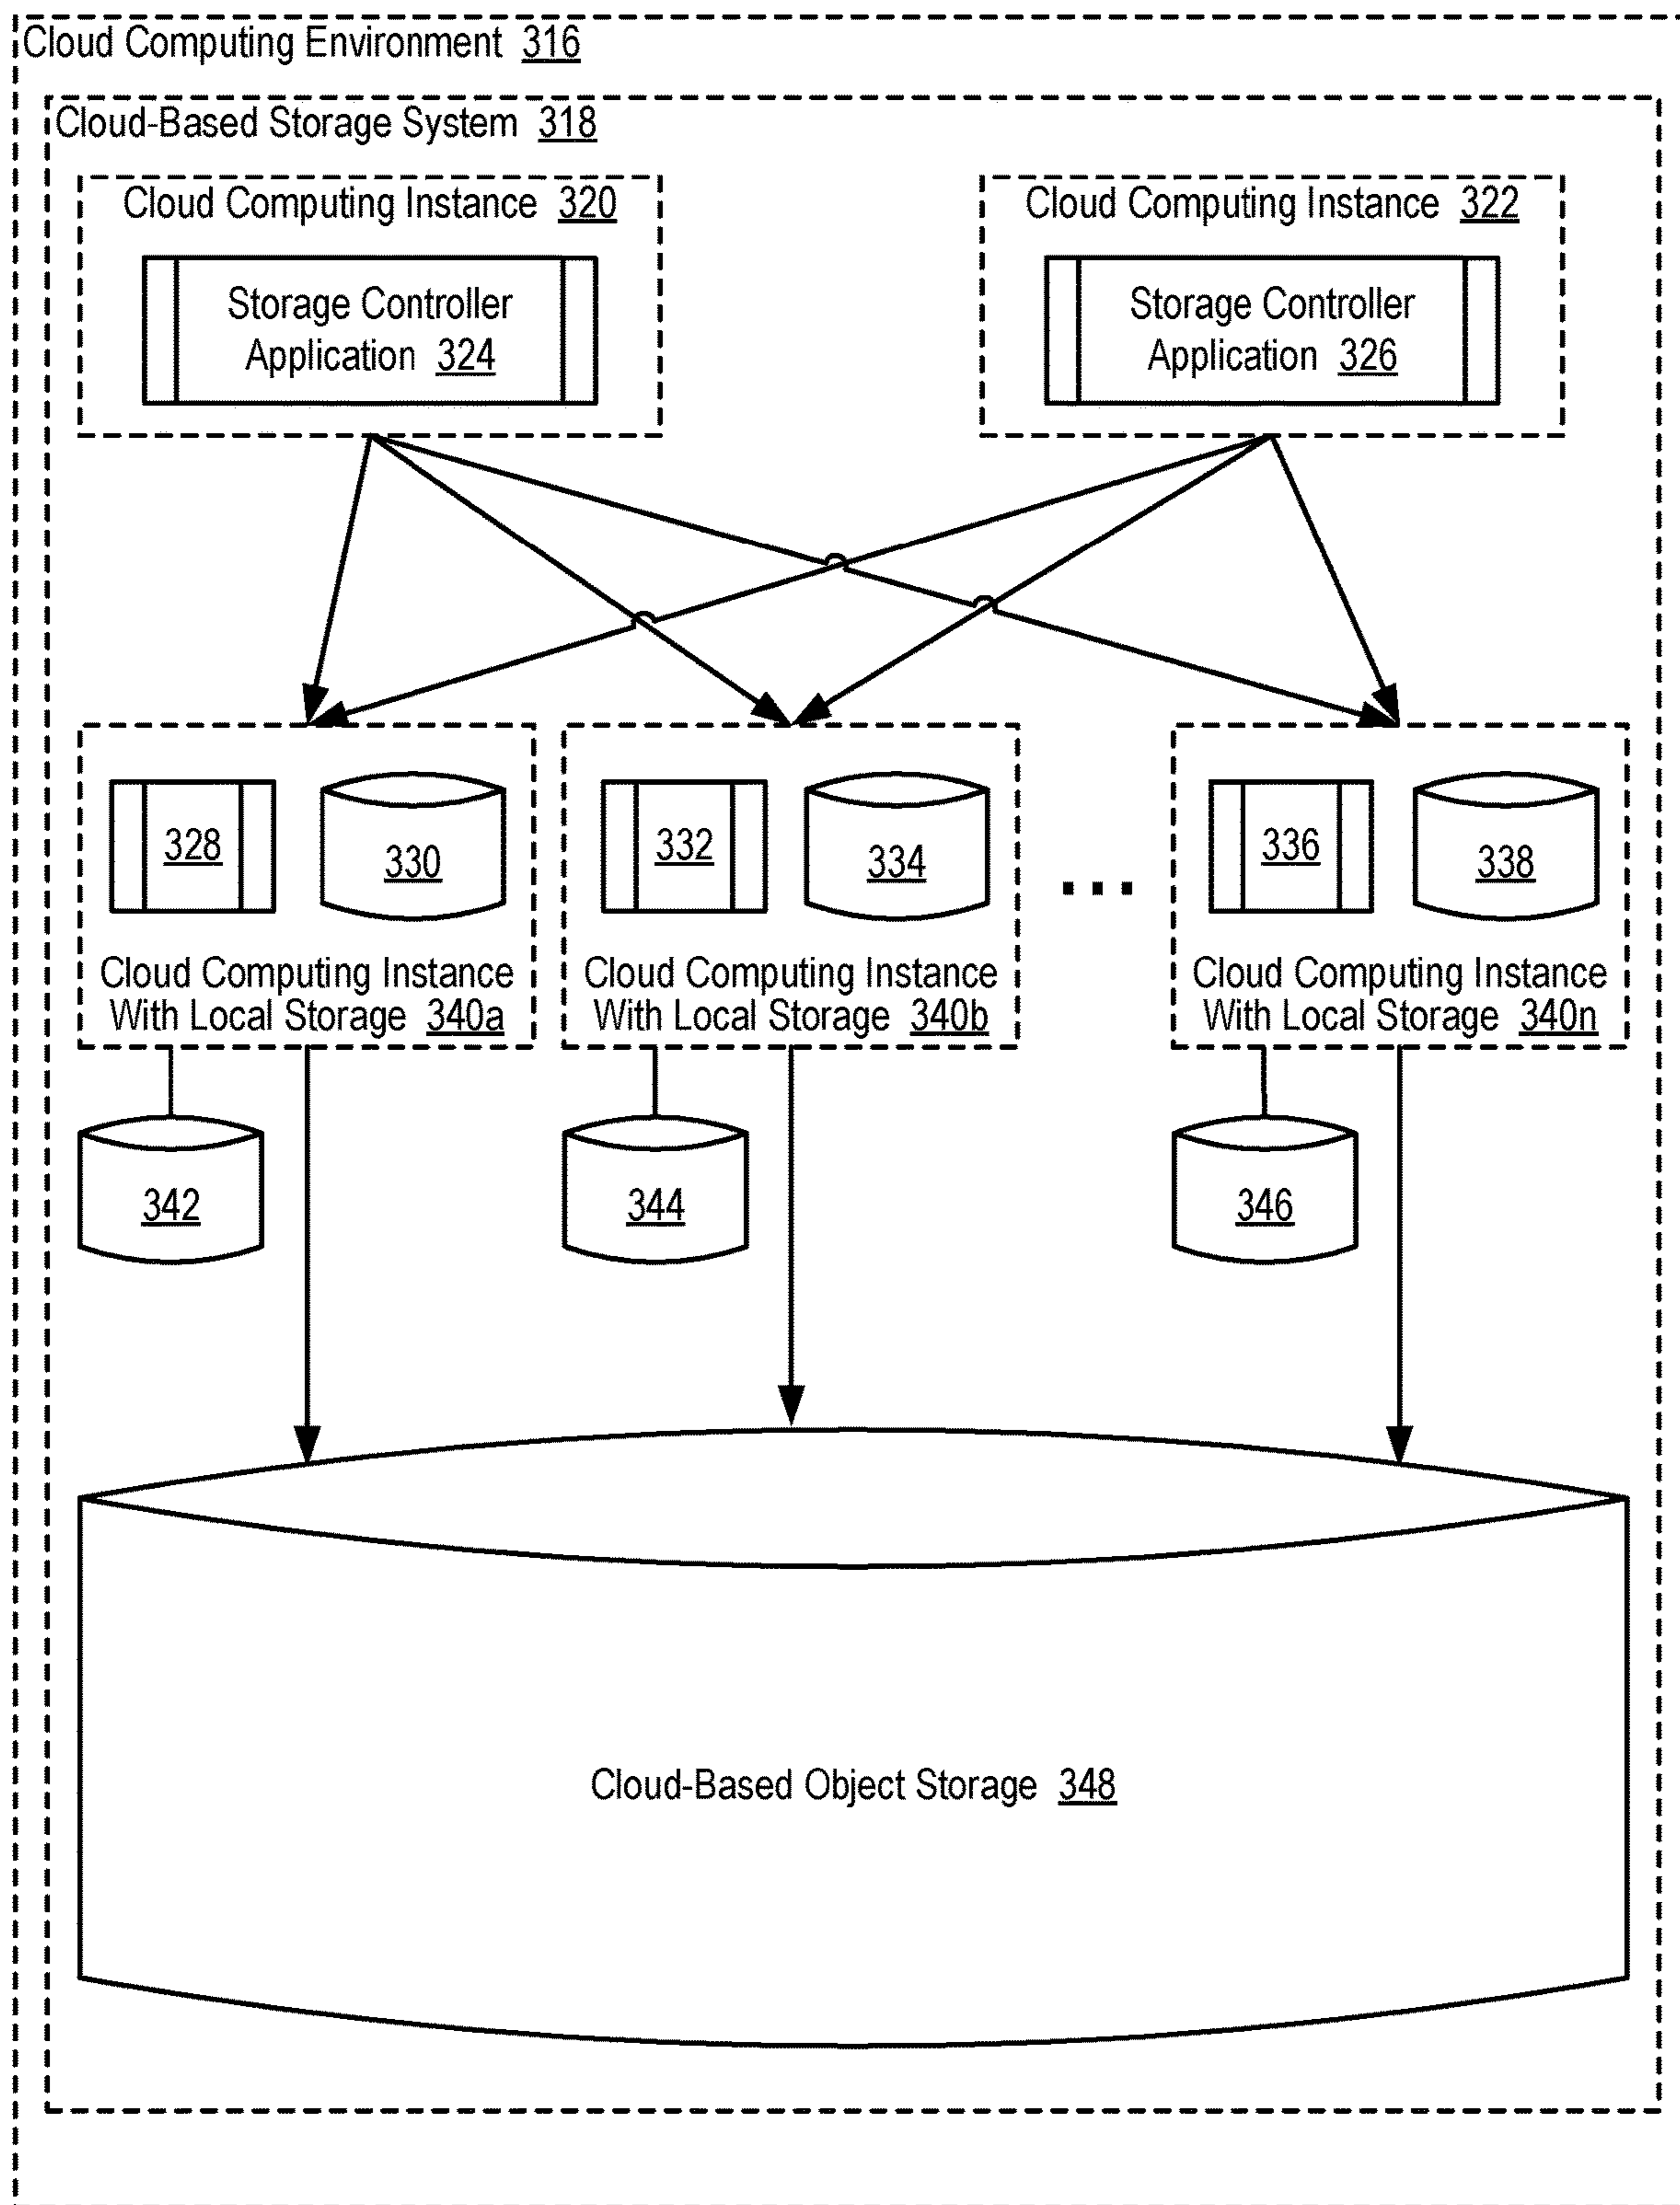 Cloud Computing Environment 316
Cloud-Based Storage System 318
Cloud Computing Instance 320
Storage Controller
Application 324
Cloud Computing Instance 322
Storage Controller
Application 326
328
330
Cloud Computing Instance
With Local Storage 340a
332
334
Cloud Computing Instance
With Local Storage 340b
...
336
338
Cloud Computing Instance
With Local Storage 340n
342
344
346
Cloud-Based Object Storage 348